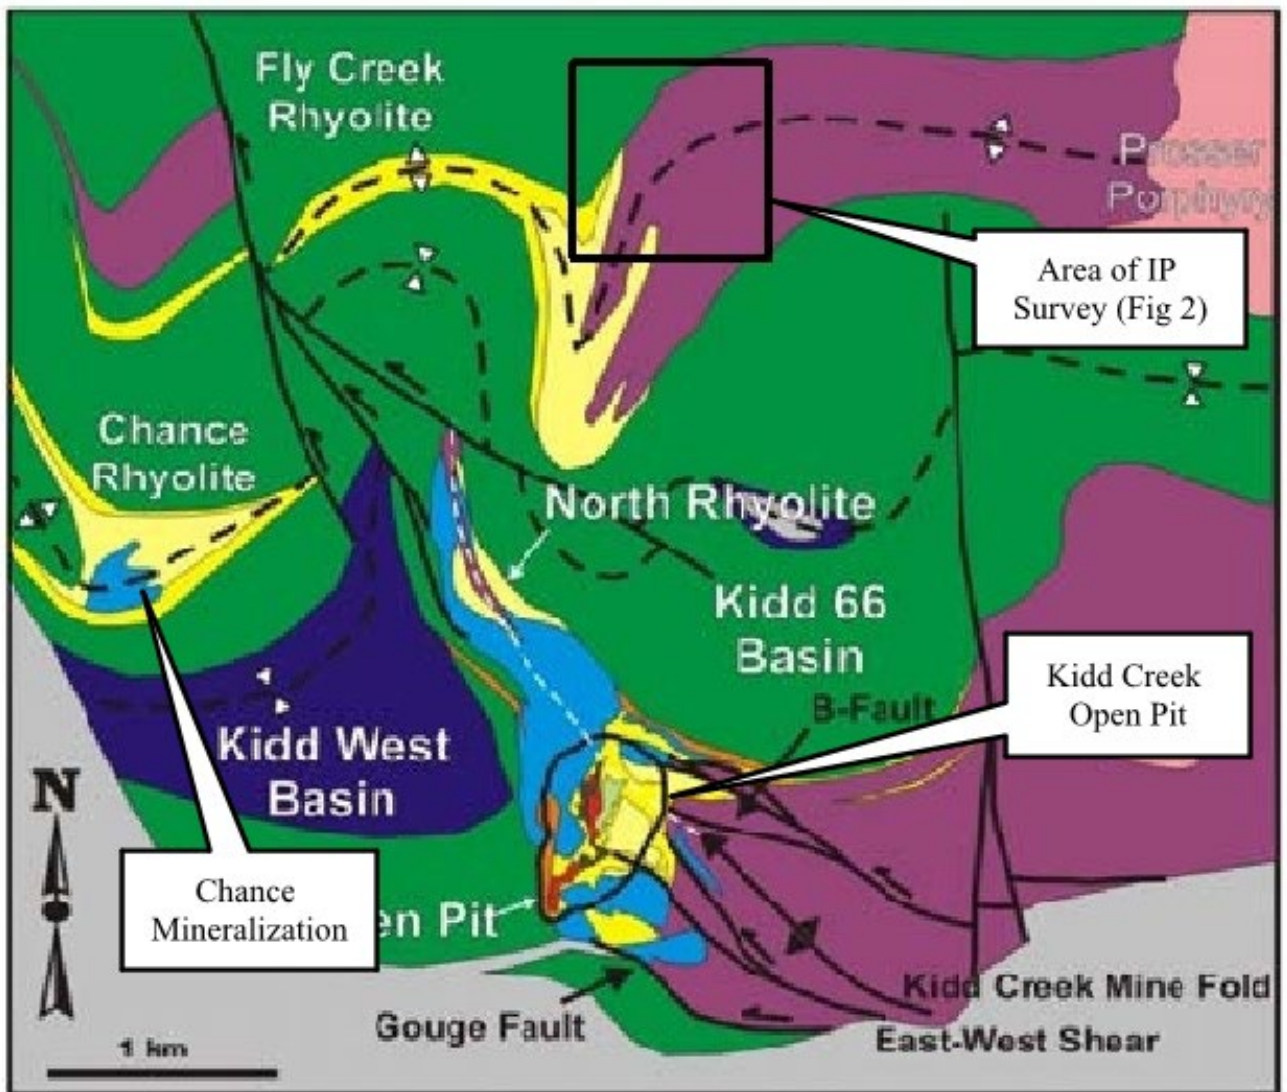 Fly Creek
Rhyolite
Prosser
Porphyry
Area of IP
Survey (Fig 2)
Chance
Rhyolite
North Rhyolite
Kidd 66
Basin
Kidd Creek
Open Pit
B-Fault
Kidd West
Basin
N
Chance
Mineralization
en Pit
Kidd Creek Mine Fold
Gouge Fault
East-West Shear
1 km